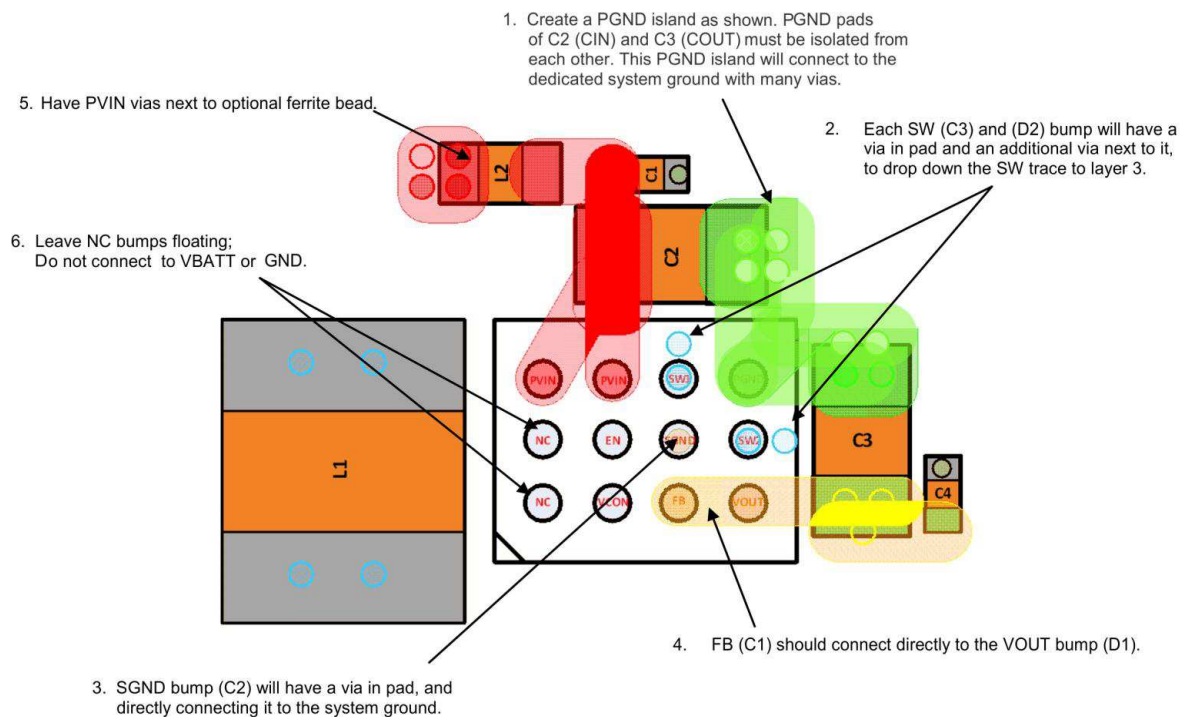 1. Create a PGND island as shown. PGND pads
of C2 (CIN) and C3 (COUT) must be isolated from
each other. This PGND island will connect to the
dedicated system ground with many vias.
5. Have PVIN vias next to optional ferrite bead.
2. Each SW (C3) and (D2) bump will have a
via in pad and an additional via next to it,
to drop down the SW trace to layer 3.
L2
C1
6. Leave NC bumps floating;
Do not connect to VBATT or GND.
C2
PVIN PVIN SW1 PGND
NC EN SGND SW2
C3
L1
NC VCON FB VOUT
C4
4. FB (C1) should connect directly to the VOUT bump (D1).
3. SGND bump (C2) will have a via in pad, and
directly connecting it to the system ground.